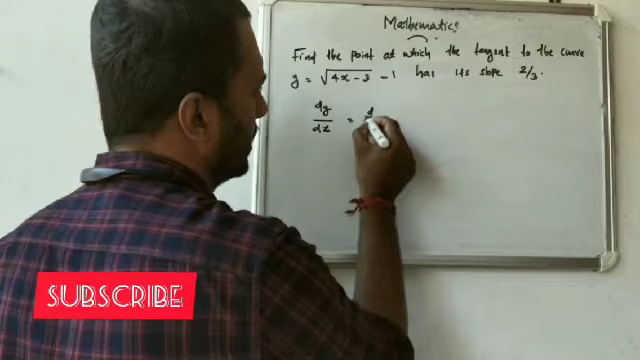 Mathematics
Find the point at which the tangent to the curve
y = √4x - 3 - 1 has its slope 2/3.
dy/dx = d
SUBSCRIBE